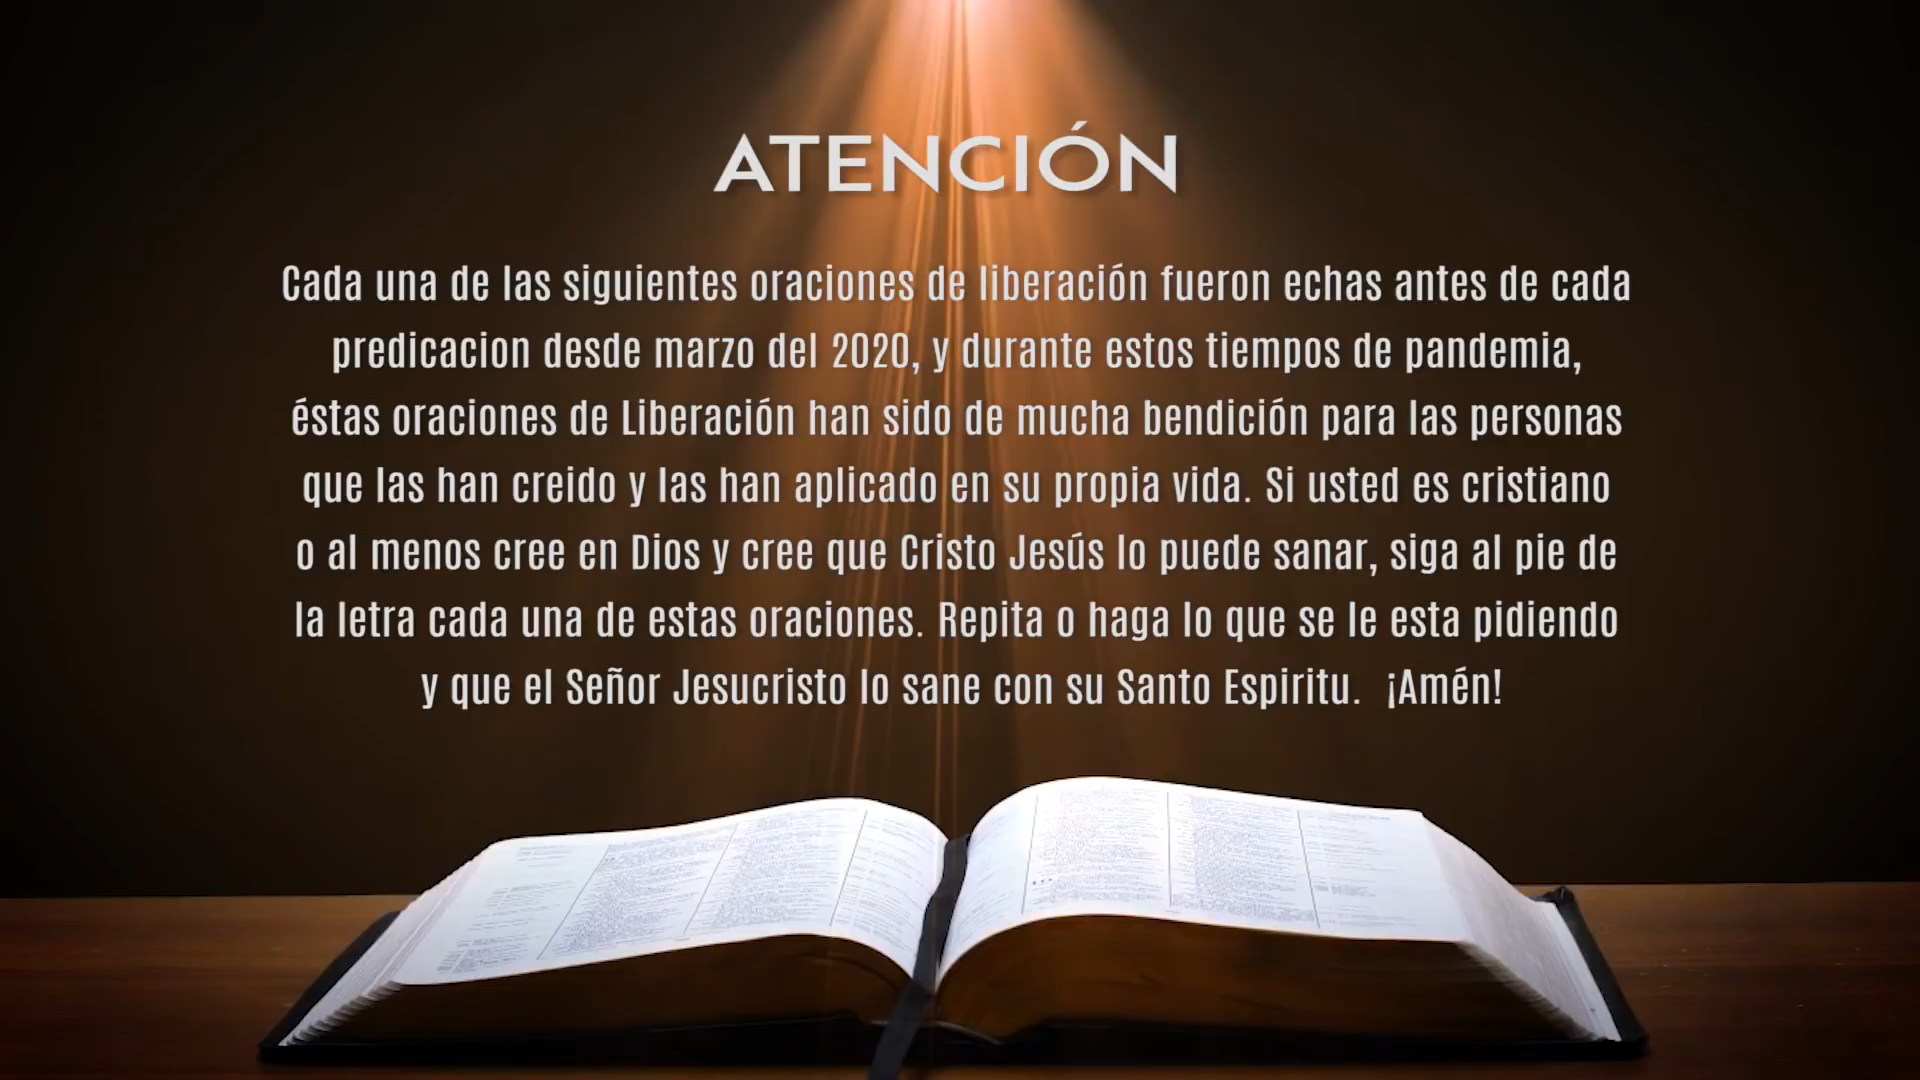 ATENCIÓN
Cada una de las siguientes oraciones de liberación fueron echas antes de cada
predicacion desde marzo del 2020, y durante estos tiempos de pandemia,
éstas oraciones de Liberación han sido de mucha bendición para las personas
que las han creido y las han aplicado en su propia vida. Si usted es cristiano
o al menos cree en Dios y cree que Cristo Jesús lo puede sanar, siga al pie de
la letra cada una de estas oraciones. Repita o haga lo que se le esta pidiendo
y que el Señor Jesucristo lo sane con su Santo Espiritu. ¡Amén!